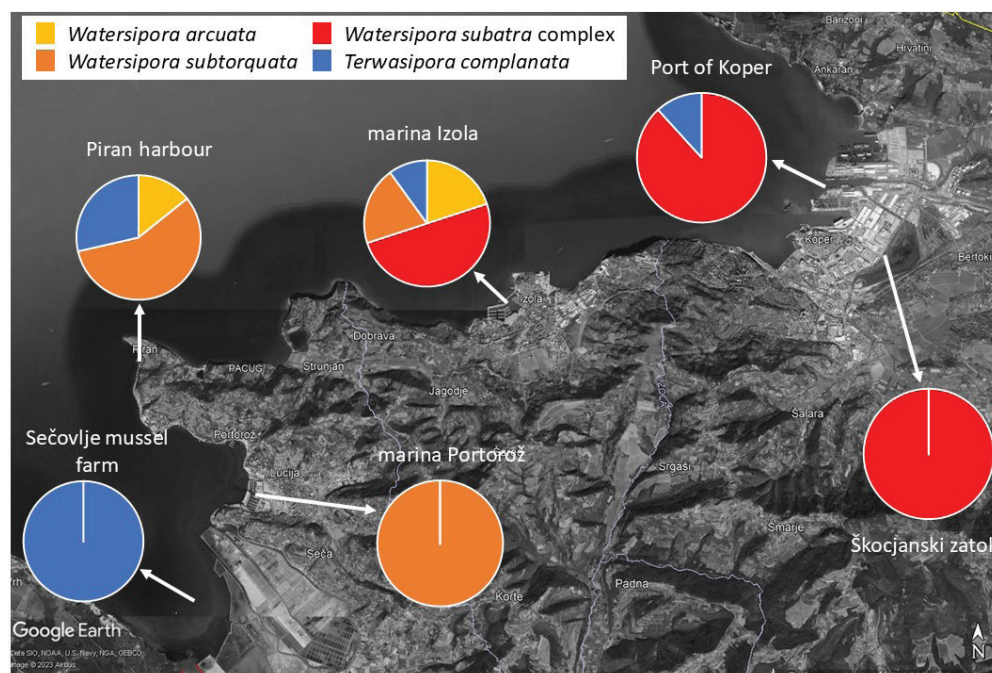 Watersipora arcuata
Watersipora subatra complex
Watersipora subtorquata
Terwasipora complanata
Barizoni
Hrvatini
Ankaran
Port of Koper
marina Izola
Piran harbour
Koper
Bertoki
Izola
Dobrava
Piran
PACUG
Strunjan
Jagodje
Šalara
Portorož
Sečovlje mussel
farm
marina Portorož
Lucija
Srgaši
Šmarje
Škocjanski zatok
Seča
Padna
Korte
Google Earth
Data SIO, NOAA, U.S. Navy, NGA, GEBCO
Image © 2023 Airbus
N